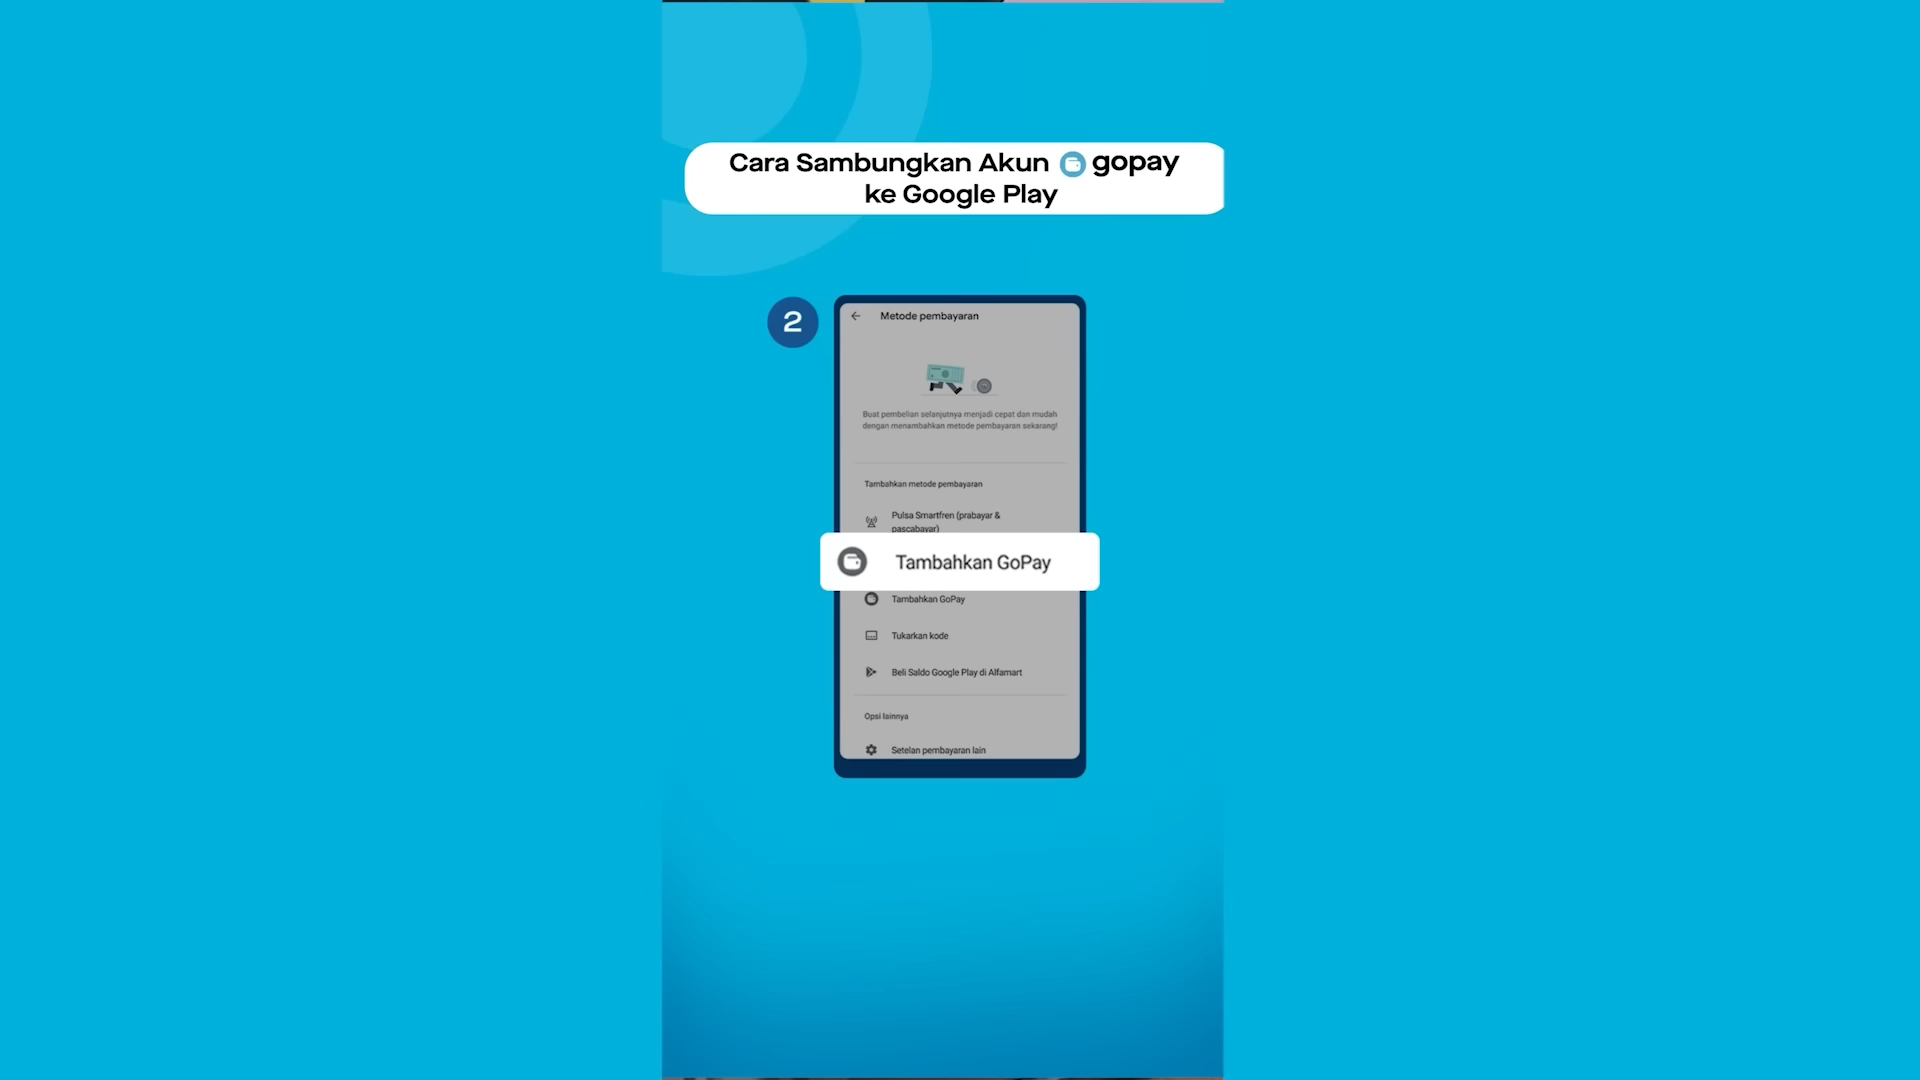 Cara Sambungkan Akun gopay
ke Google Play
2
Metode pembayaran
Buat pembelian selanjutnya menjadi cepat dan mudah
dengan menambahkan metode pembayaran sekarang!
Tambahkan metode pembayaran
Pulsa Smartfren (prabayar &
pascabayar)
Tambahkan GoPay
Tambahkan GoPay
Tukarkan kode
Beli Saldo Google Play di Alfamart
Opsi lainnya
Setelan pembayaran lain